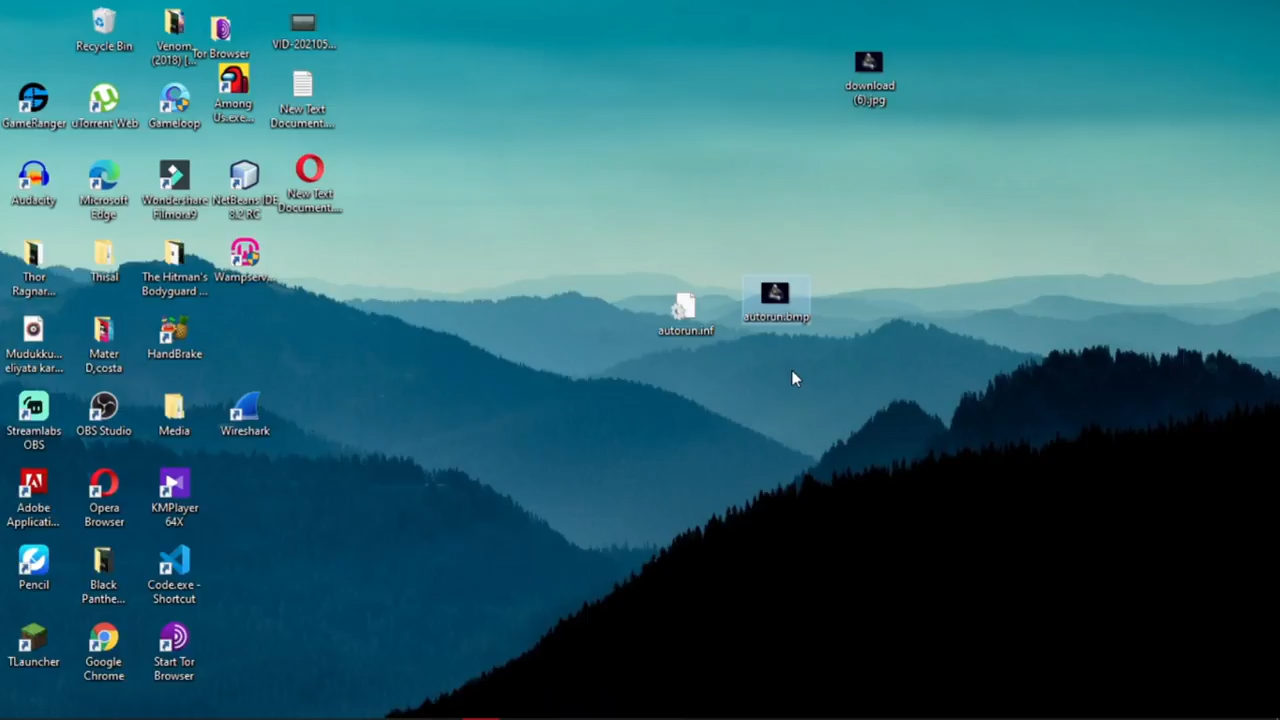 Recycle Bin
Venom
(2018) [...
Tor Browser
VID-202105...
download
(6).jpg
GameRanger
uTorrent Web
Gameloop
Among
Us.exe...
New Text
Document....
Audacity
Microsoft
Edge
Wondershare
Filmora9
NetBeans IDE
8.2 RC
New Text
Document....
Thor
Ragnar...
Thisal
The Hitman's
Bodyguard ...
Wampserv...
autorun.inf
autorun.bmp
Mudukku...
eliyata kar...
Mater
D,costa
HandBrake
Streamlabs
OBS
OBS Studio
Media
Wireshark
Adobe
Applicati...
Opera
Browser
KMPlayer
64X
Pencil
Black
Panthe...
Code.exe -
Shortcut
TLauncher
Google
Chrome
Start Tor
Browser